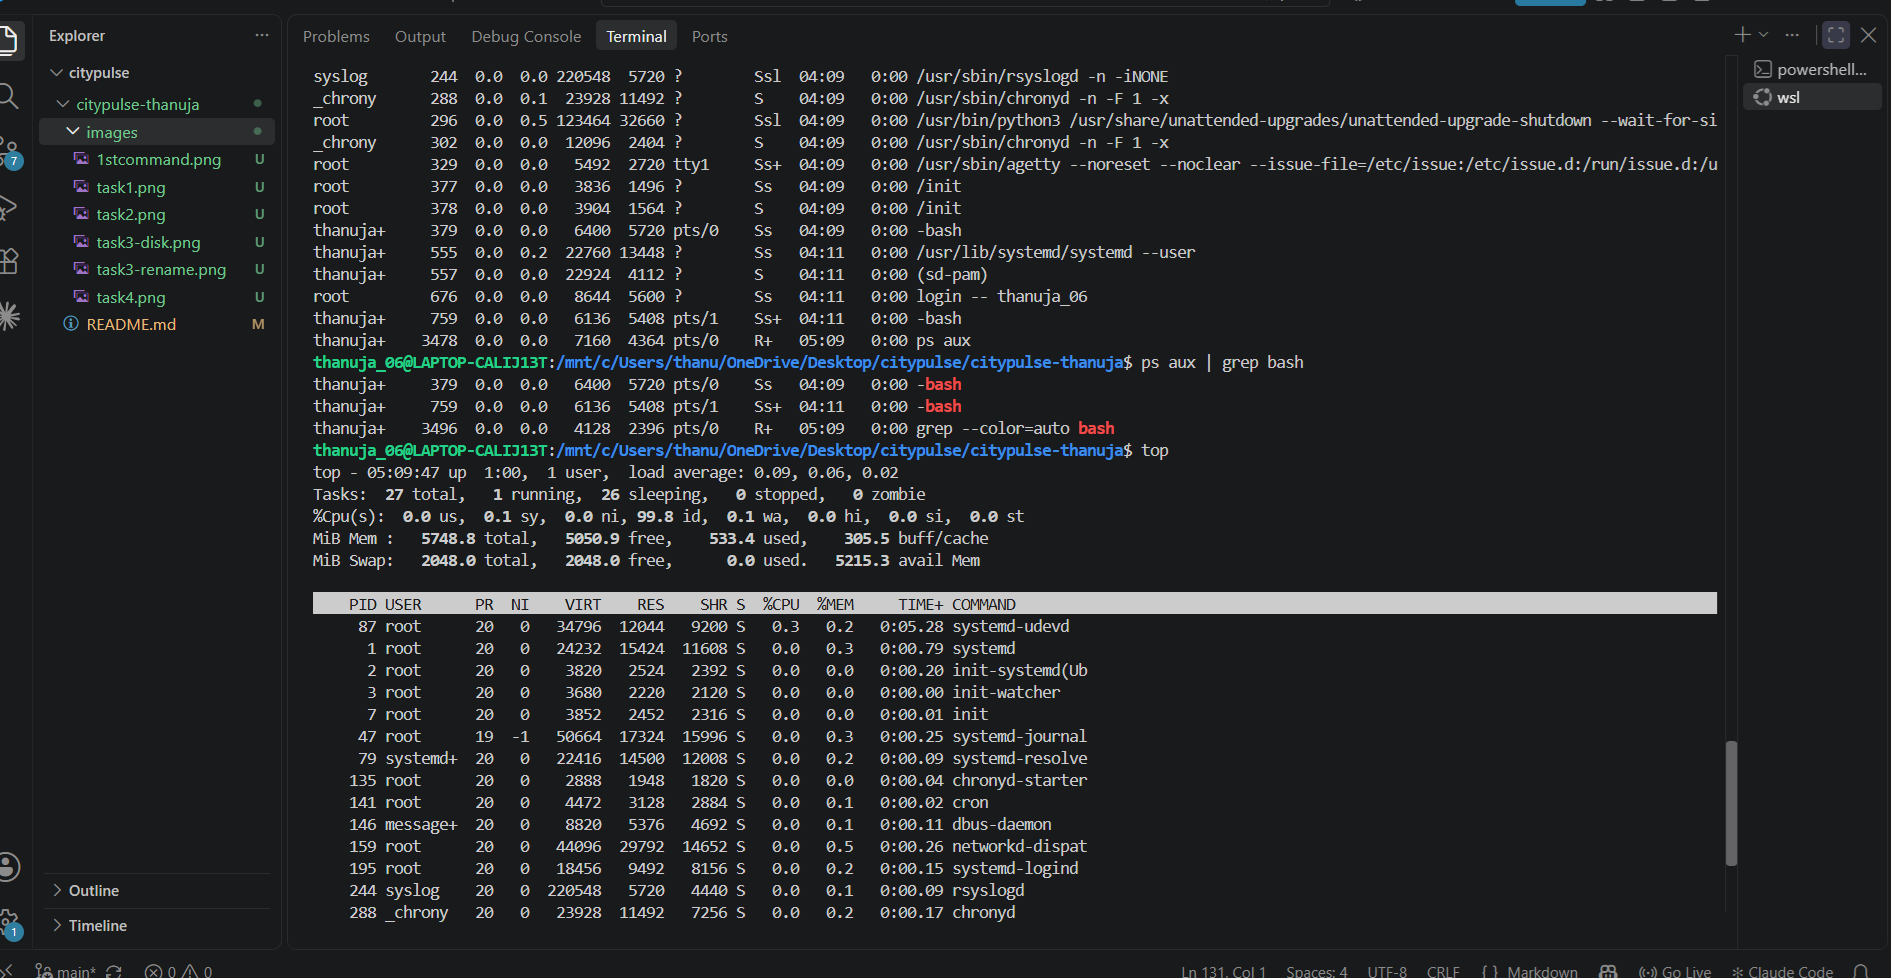 Explorer
citypulse
citypulse-thanuja
images
1stcommand.png U
task1.png U
task2.png U
task3-disk.png U
task3-rename.png U
task4.png U
README.md M
Outline
Timeline
7
1
Problems Output Debug Console Terminal Ports
powershell...
wsl
syslog 244 0.0 0.0 220548 5720 ? Ssl 04:09 0:00 /usr/sbin/rsyslogd -n -iNONE
_chrony 288 0.0 0.1 23928 11492 ? S 04:09 0:00 /usr/sbin/chronyd -n -F 1 -x
root 296 0.0 0.5 123464 32660 ? Ssl 04:09 0:00 /usr/bin/python3 /usr/share/unattended-upgrades/unattended-upgrade-shutdown --wait-for-si
_chrony 302 0.0 0.0 12096 2404 ? S 04:09 0:00 /usr/sbin/chronyd -n -F 1 -x
root 329 0.0 0.0 5492 2720 tty1 Ss+ 04:09 0:00 /usr/sbin/agetty --noreset --noclear --issue-file=/etc/issue:/etc/issue.d:/run/issue.d:/u
root 377 0.0 0.0 3836 1496 ? Ss 04:09 0:00 /init
root 378 0.0 0.0 3904 1564 ? S 04:09 0:00 /init
thanuja+ 379 0.0 0.0 6400 5720 pts/0 Ss 04:09 0:00 -bash
thanuja+ 555 0.0 0.2 22760 13448 ? Ss 04:11 0:00 /usr/lib/systemd/systemd --user
thanuja+ 557 0.0 0.0 22924 4112 ? S 04:11 0:00 (sd-pam)
root 676 0.0 0.0 8644 5600 ? Ss 04:11 0:00 login -- thanuja_06
thanuja+ 759 0.0 0.0 6136 5408 pts/1 Ss+ 04:11 0:00 -bash
thanuja+ 3478 0.0 0.0 7160 4364 pts/0 R+ 05:09 0:00 ps aux
thanuja_06@LAPTOP-CALIJ13T:/mnt/c/Users/thanu/OneDrive/Desktop/citypulse/citypulse-thanuja$ ps aux | grep bash
thanuja+ 379 0.0 0.0 6400 5720 pts/0 Ss 04:09 0:00 -bash
thanuja+ 759 0.0 0.0 6136 5408 pts/1 Ss+ 04:11 0:00 -bash
thanuja+ 3496 0.0 0.0 4128 2396 pts/0 R+ 05:09 0:00 grep --color=auto bash
thanuja_06@LAPTOP-CALIJ13T:/mnt/c/Users/thanu/OneDrive/Desktop/citypulse/citypulse-thanuja$ top
top - 05:09:47 up 1:00, 1 user, load average: 0.09, 0.06, 0.02
Tasks: 27 total, 1 running, 26 sleeping, 0 stopped, 0 zombie
%Cpu(s): 0.0 us, 0.1 sy, 0.0 ni, 99.8 id, 0.1 wa, 0.0 hi, 0.0 si, 0.0 st
MiB Mem : 5748.8 total, 5050.9 free, 533.4 used, 305.5 buff/cache
MiB Swap: 2048.0 total, 2048.0 free, 0.0 used. 5215.3 avail Mem
PID USER PR NI VIRT RES SHR S %CPU %MEM TIME+ COMMAND
87 root 20 0 34796 12044 9200 S 0.3 0.2 0:05.28 systemd-udevd
1 root 20 0 24232 15424 11608 S 0.0 0.3 0:00.79 systemd
2 root 20 0 3820 2524 2392 S 0.0 0.0 0:00.20 init-systemd(Ub
3 root 20 0 3680 2220 2120 S 0.0 0.0 0:00.00 init-watcher
7 root 20 0 3852 2452 2316 S 0.0 0.0 0:00.01 init
47 root 19 -1 50664 17324 15996 S 0.0 0.3 0:00.25 systemd-journal
79 systemd+ 20 0 22416 14500 12008 S 0.0 0.2 0:00.09 systemd-resolve
135 root 20 0 2888 1948 1820 S 0.0 0.0 0:00.04 chronyd-starter
141 root 20 0 4472 3128 2884 S 0.0 0.1 0:00.02 cron
146 message+ 20 0 8820 5376 4692 S 0.0 0.1 0:00.11 dbus-daemon
159 root 20 0 44096 29792 14652 S 0.0 0.5 0:00.26 networkd-dispat
195 root 20 0 18456 9492 8156 S 0.0 0.2 0:00.15 systemd-logind
244 syslog 20 0 220548 5720 4440 S 0.0 0.1 0:00.09 rsyslogd
288 _chrony 20 0 23928 11492 7256 S 0.0 0.2 0:00.17 chronyd
main* 0 0 Ln 131, Col 1 Spaces: 4 UTF-8 CRLF { } Markdown Go Live Claude Code